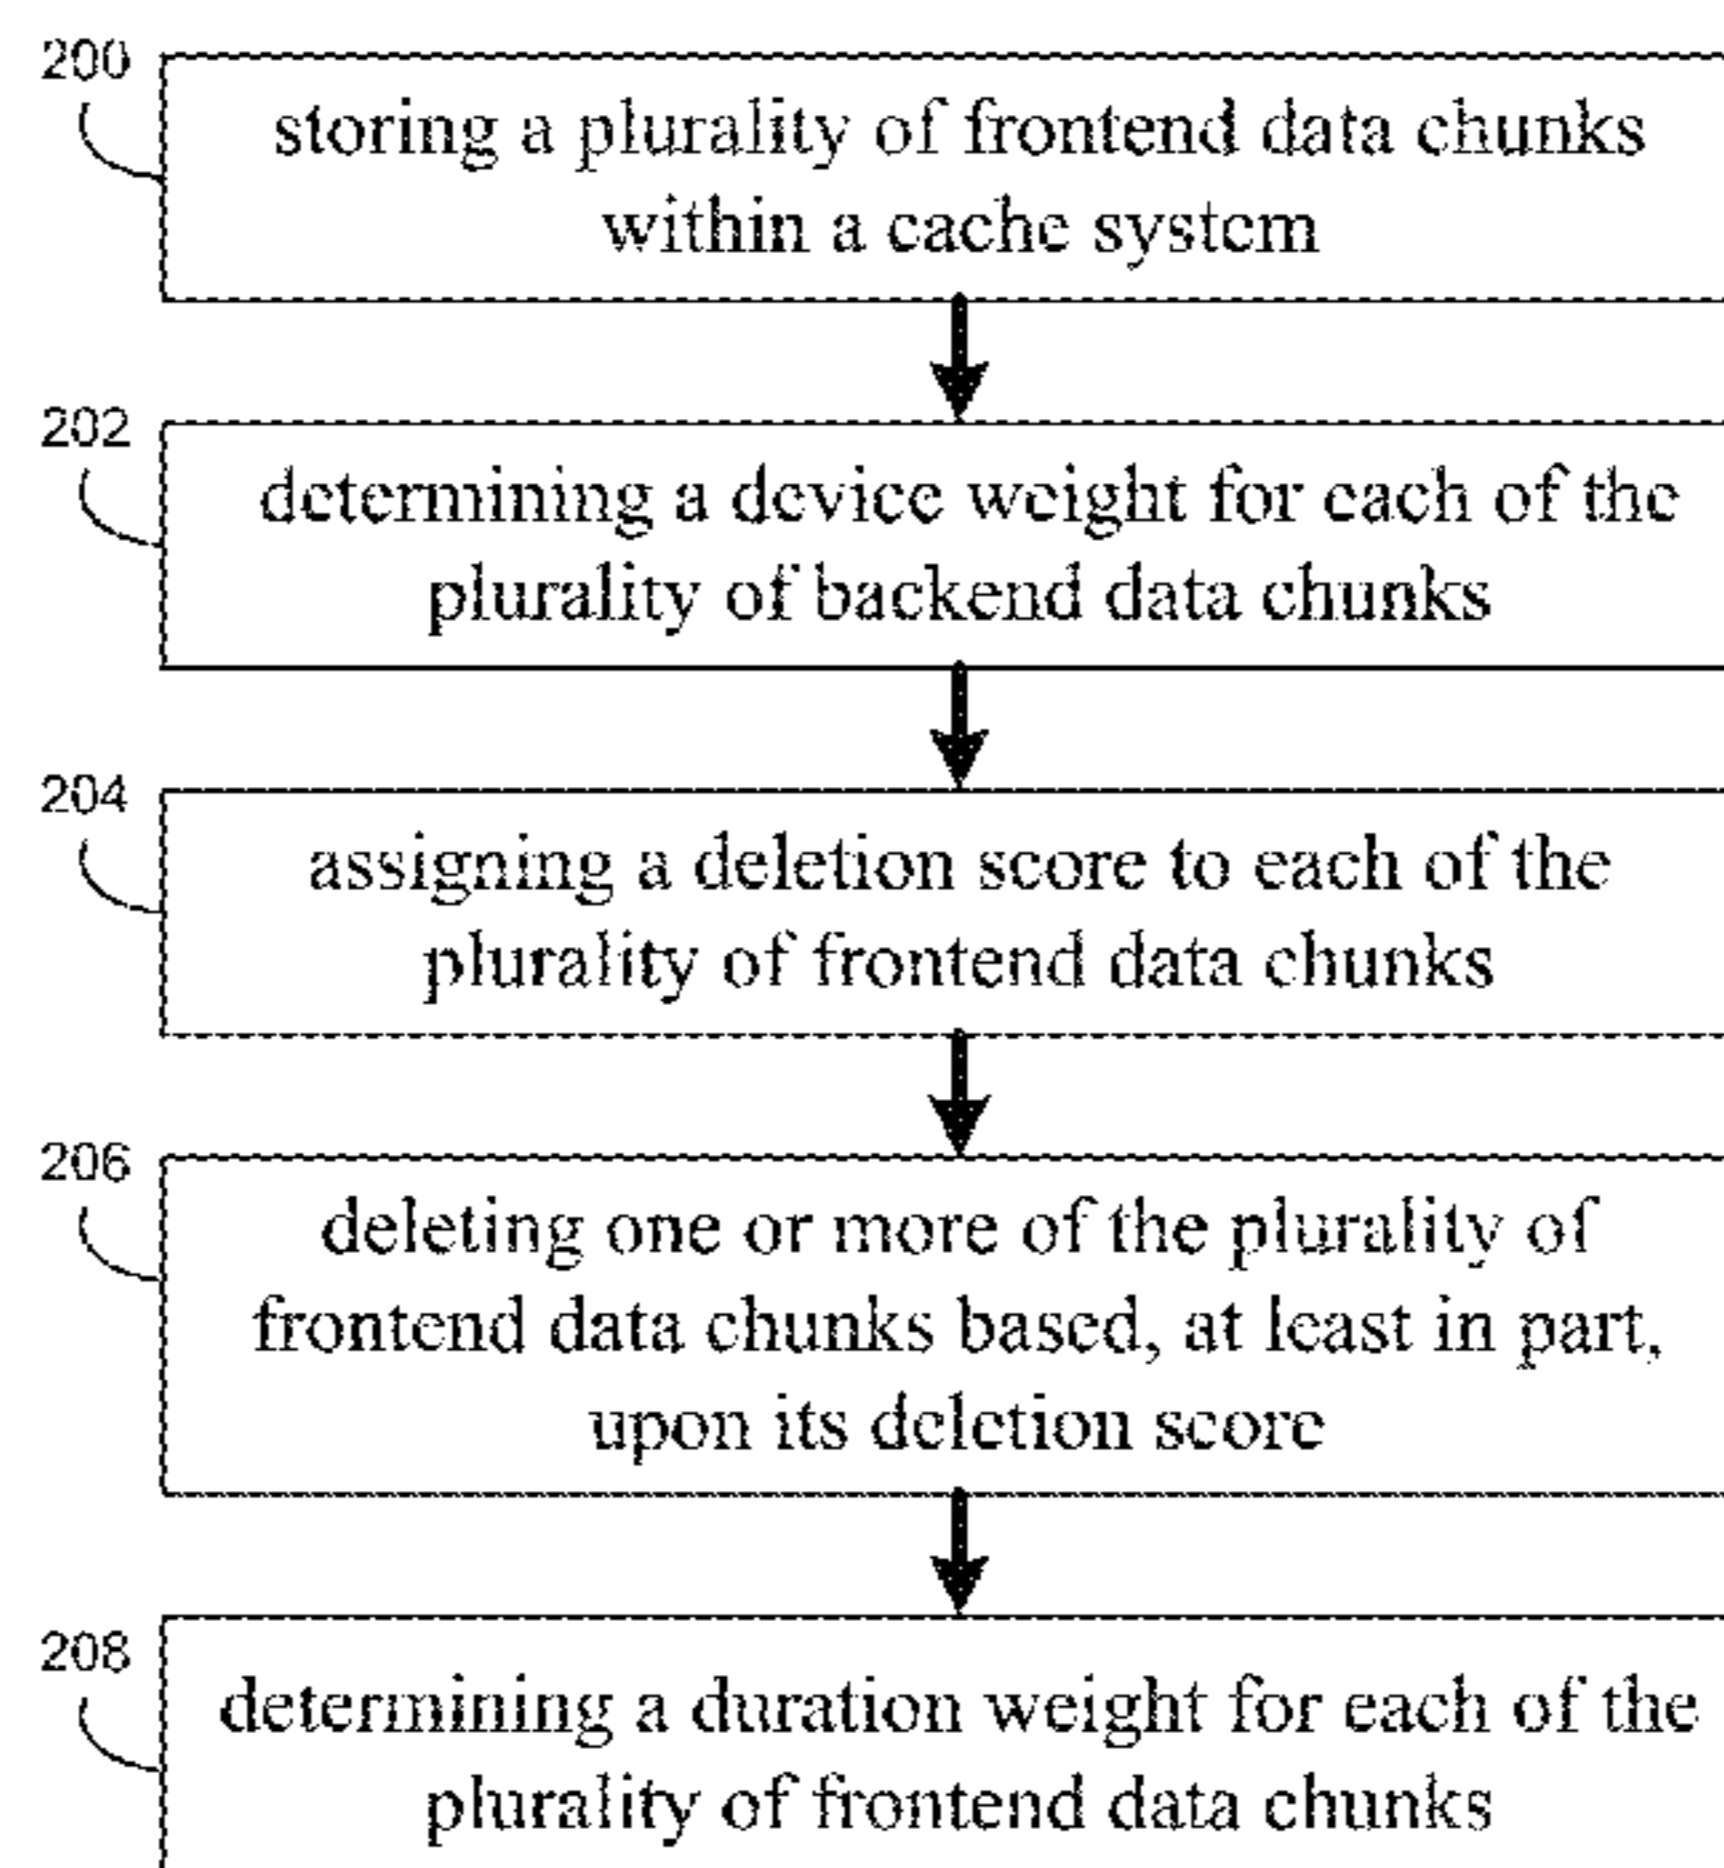 200
storing a plurality of frontend data chunks
within a cache system
202
determining a device weight for each of the
plurality of backend data chunks
204
assigning a deletion score to each of the
plurality of frontend data chunks
206
deleting one or more of the plurality of
frontend data chunks based, at least in part,
upon its deletion score
208
determining a duration weight for each of the
plurality of frontend data chunks